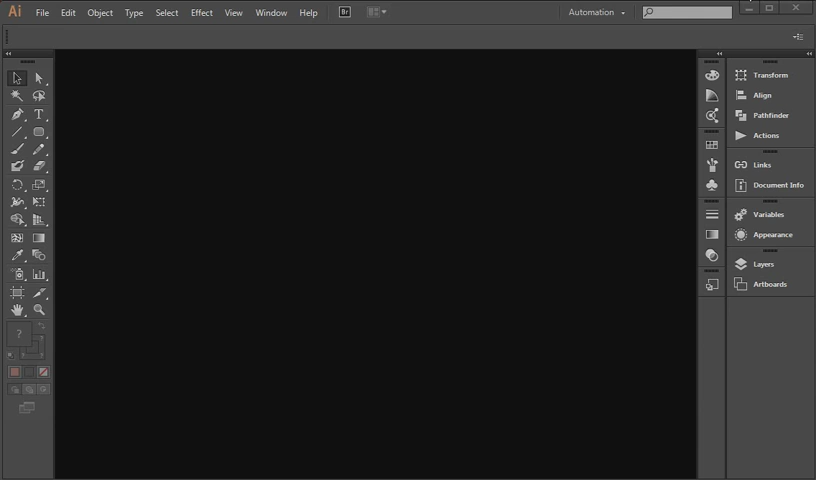 Ai File Edit Object Type Select Effect View Window Help Br Automation
Transform
Align
Pathfinder
Actions
Links
Document Info
Variables
Appearance
Layers
Artboards
T
?